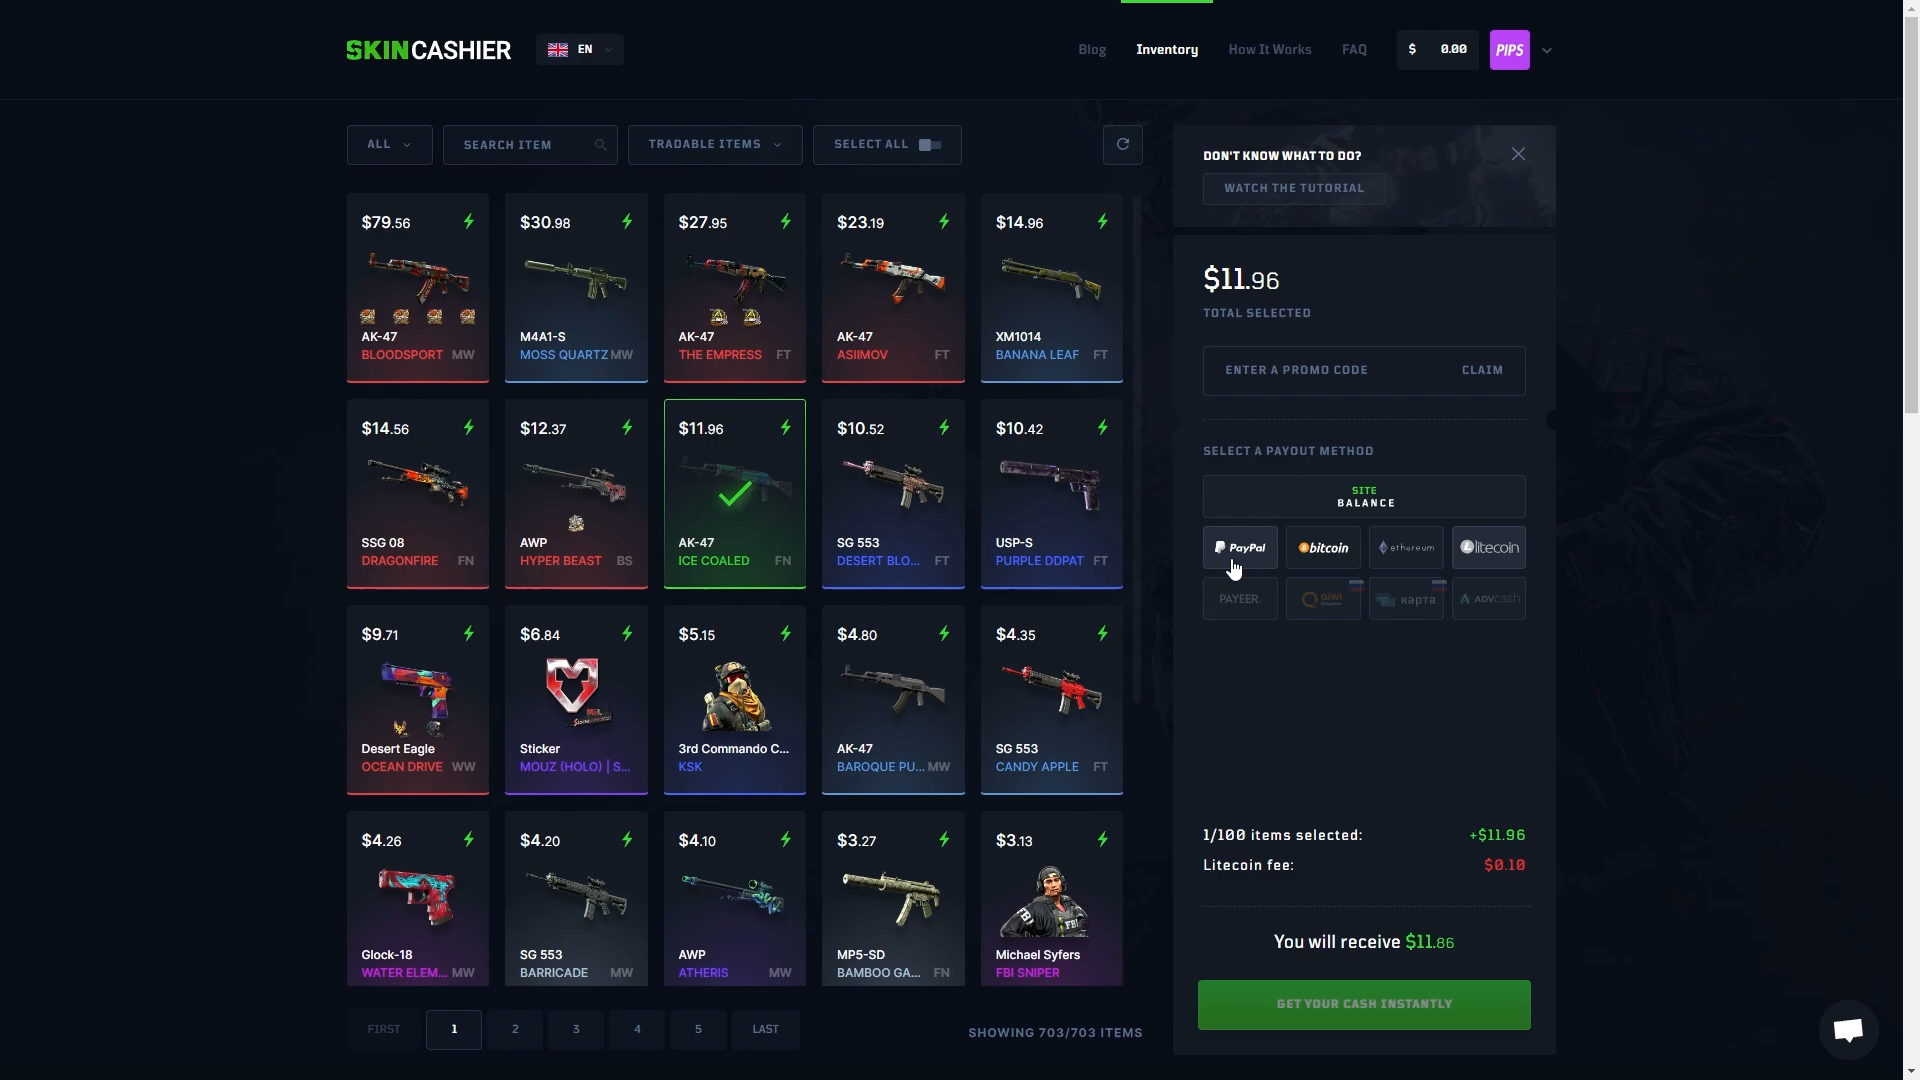 SKINCASHIER
EN
Blog
Inventory
How It Works
FAQ
$ 0.00
PIPS
ALL
SEARCH ITEM
TRADABLE ITEMS
SELECT ALL
DON'T KNOW WHAT TO DO?
WATCH THE TUTORIAL
$79.56
AK-47
BLOODSPORT MW
$30.98
M4A1-S
MOSS QUARTZ MW
$27.95
AK-47
THE EMPRESS FT
$23.19
AK-47
ASIIMOV FT
$14.96
XM1014
BANANA LEAF FT
$14.56
SSG 08
DRAGONFIRE FN
$12.37
AWP
HYPER BEAST BS
$11.96
AK-47
ICE COALED FN
$10.52
SG 553
DESERT BLO... FT
$10.42
USP-S
PURPLE DDPAT FT
$9.71
Desert Eagle
OCEAN DRIVE WW
$6.84
Sticker
MOUZ (HOLO) | S...
$5.15
3rd Commando C...
KSK
$4.80
AK-47
BAROQUE PU... MW
$4.35
SG 553
CANDY APPLE FT
$4.26
Glock-18
WATER ELEM... MW
$4.20
SG 553
BARRICADE MW
$4.10
AWP
ATHERIS MW
$3.27
MP5-SD
BAMBOO GA... FN
$3.13
FBI
FBI
Michael Syfers
FBI SNIPER
FIRST
1
2
3
4
5
LAST
SHOWING 703/703 ITEMS
$11.96
TOTAL SELECTED
ENTER A PROMO CODE
CLAIM
SELECT A PAYOUT METHOD
SITE
BALANCE
PayPal
bitcoin
ethereum
litecoin
PAYEER.
QIWI
карта
ADVcash
1/100 items selected: +$11.96
Litecoin fee: $0.10
You will receive $11.86
GET YOUR CASH INSTANTLY